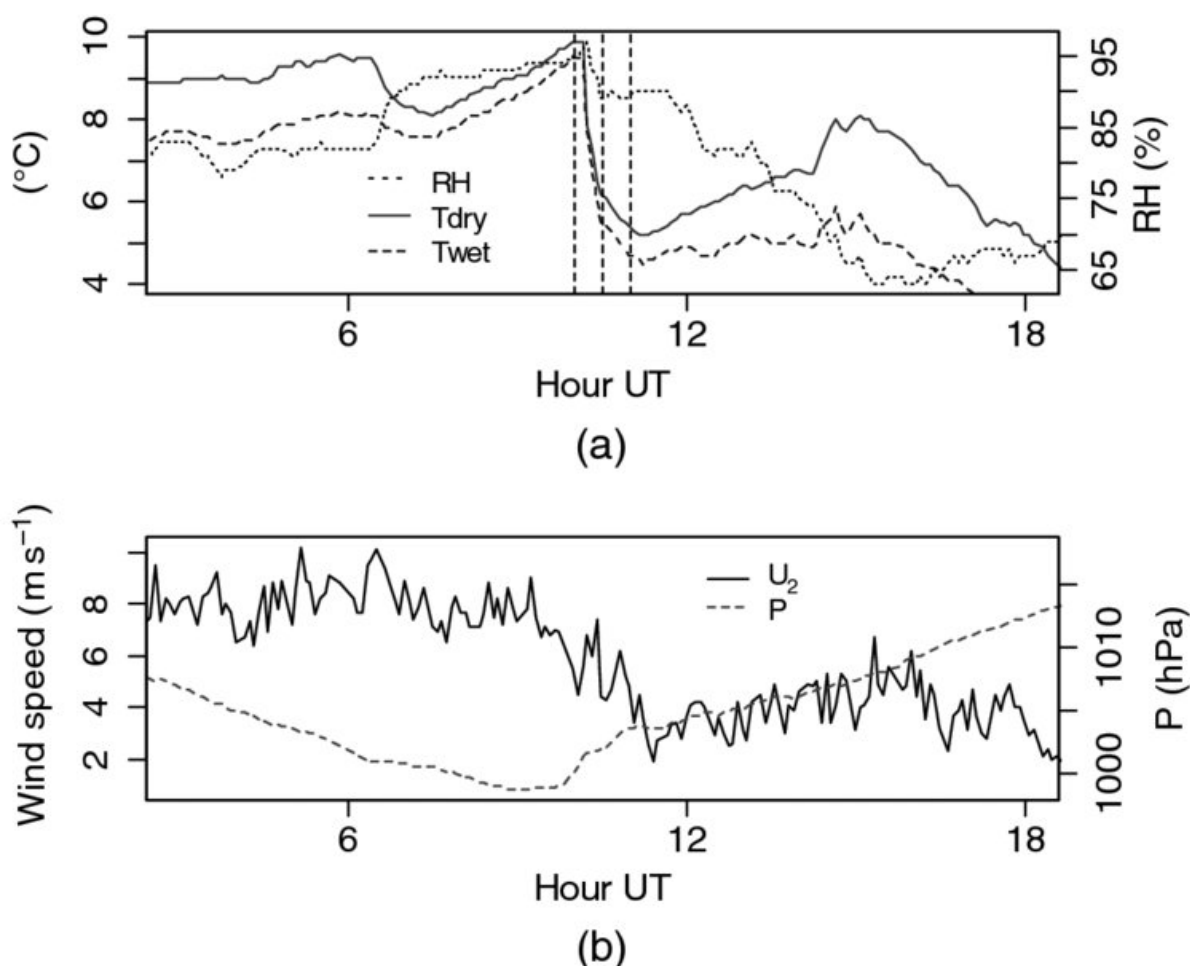 10
8
6
4
(°C)
95
85
75
65
RH (%)
RH
Tdry
Twet
6 12 18
Hour UT
(a)
8
6
4
2
Wind speed (m s⁻¹)
1010
1000
P (hPa)
U₂
P
6 12 18
Hour UT
(b)